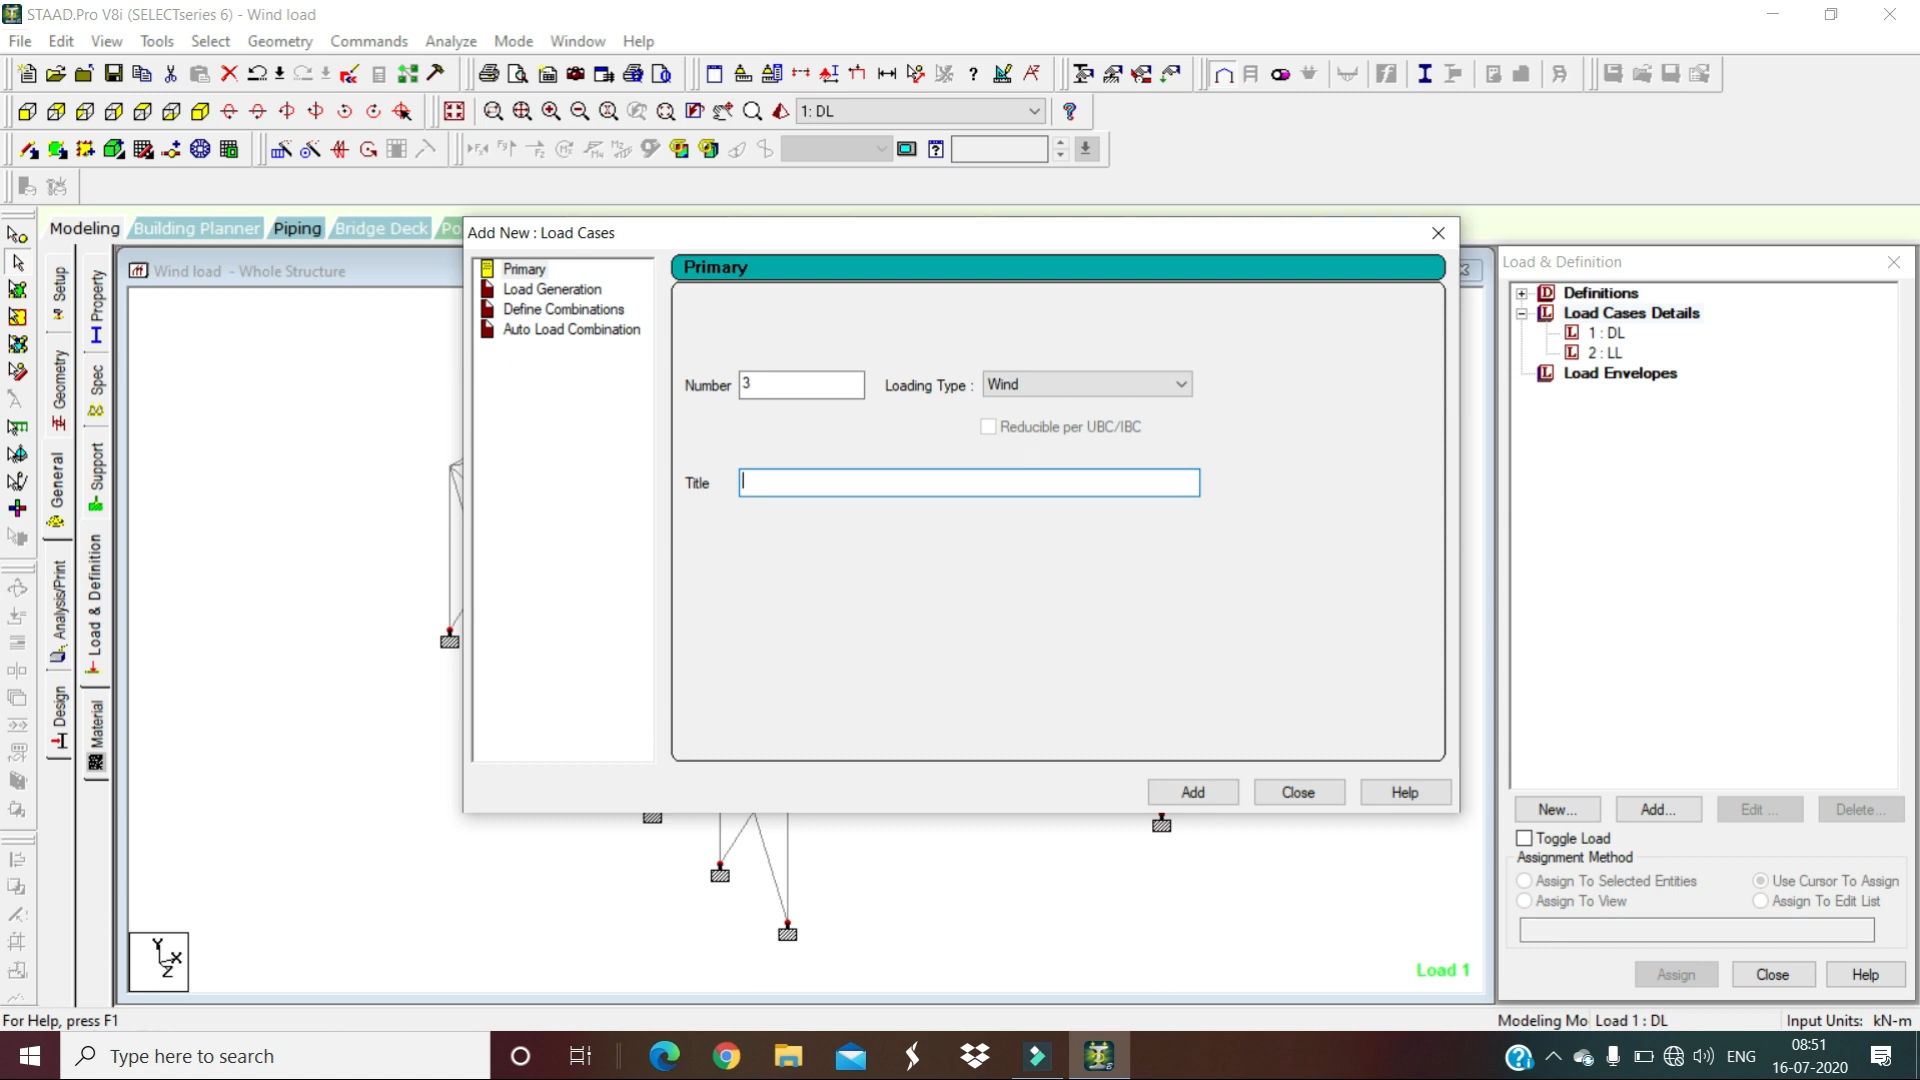 STAAD.Pro V8i (SELECTseries 6) - Wind load
File Edit View Tools Select Geometry Commands Analyze Mode Window Help
1: DL
Modeling Building Planner Piping Bridge Deck Po
Add New : Load Cases
Wind load - Whole Structure
Primary
Load Generation
Define Combinations
Auto Load Combination
Primary
Number 3 Loading Type : Wind
Reducible per UBC/IBC
Title
Add Close Help
Load & Definition
Definitions
Load Cases Details
1 : DL
2 : LL
Load Envelopes
New... Add... Edit ... Delete...
Toggle Load
Assignment Method
Assign To Selected Entities Use Cursor To Assign
Assign To View Assign To Edit List
Assign Close Help
Setup
Geometry
General
Analysis/Print
Design
Property
Spec
Support
Load & Definition
Material
Y
X
Z
Load 1
For Help, press F1 Modeling Mo Load 1 : DL Input Units: kN-m
Type here to search
ENG
08:51
16-07-2020